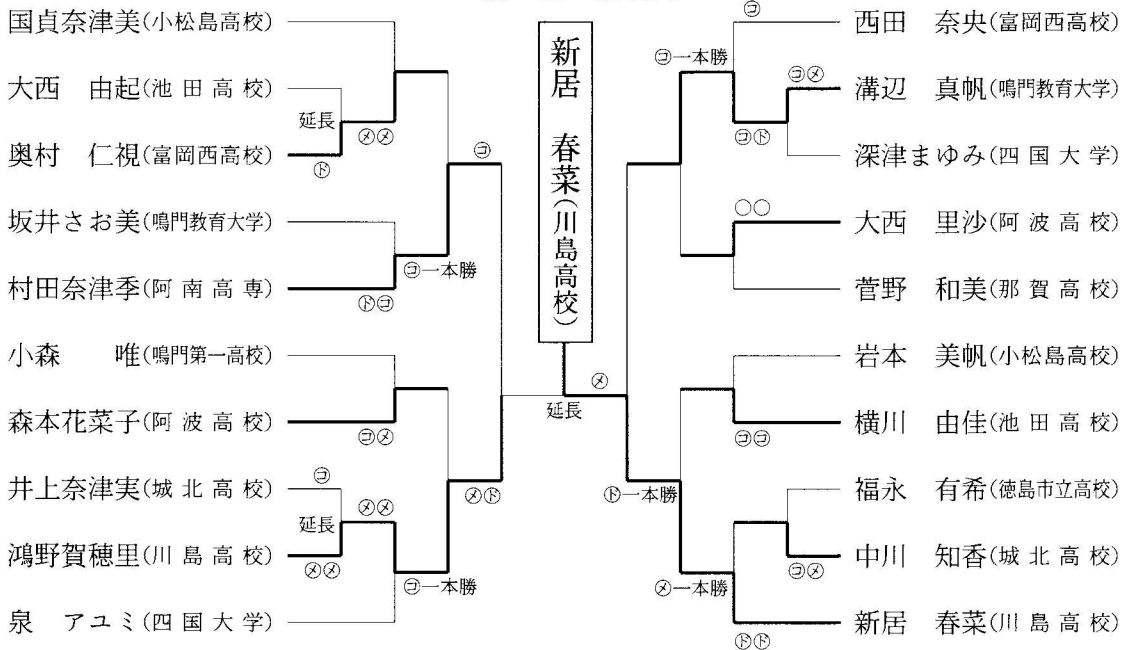 国貞奈津美(小松島高校)
大西　由起(池田高校)
延長
㋱㋱
奥村　仁視(富岡西高校)
㋣
㋙
坂井さお美(鳴門教育大学)
㋙一本勝
村田奈津季(阿南高専)
㋣㋙
小森　　唯(鳴門第一高校)
森本花菜子(阿波高校)
㋙㋱
井上奈津実(城北高校)
㋙
㋱㋱
延長
㋱㋣
鴻野賀穂里(川島高校)
㋱㋱
㋙一本勝
泉　アユミ(四国大学)
新居　春菜(川島高校)
延長
㋱
㋙
西田　奈央(富岡西高校)
㋙一本勝
㋙㋱
溝辺　真帆(鳴門教育大学)
㋙㋣
深津まゆみ(四国大学)
○○
大西　里沙(阿波高校)
菅野　和美(那賀高校)
岩本　美帆(小松島高校)
横川　由佳(池田高校)
㋙㋙
㋣一本勝
福永　有希(徳島市立高校)
中川　知香(城北高校)
㋙㋱
㋱一本勝
新居　春菜(川島高校)
㋣㋣